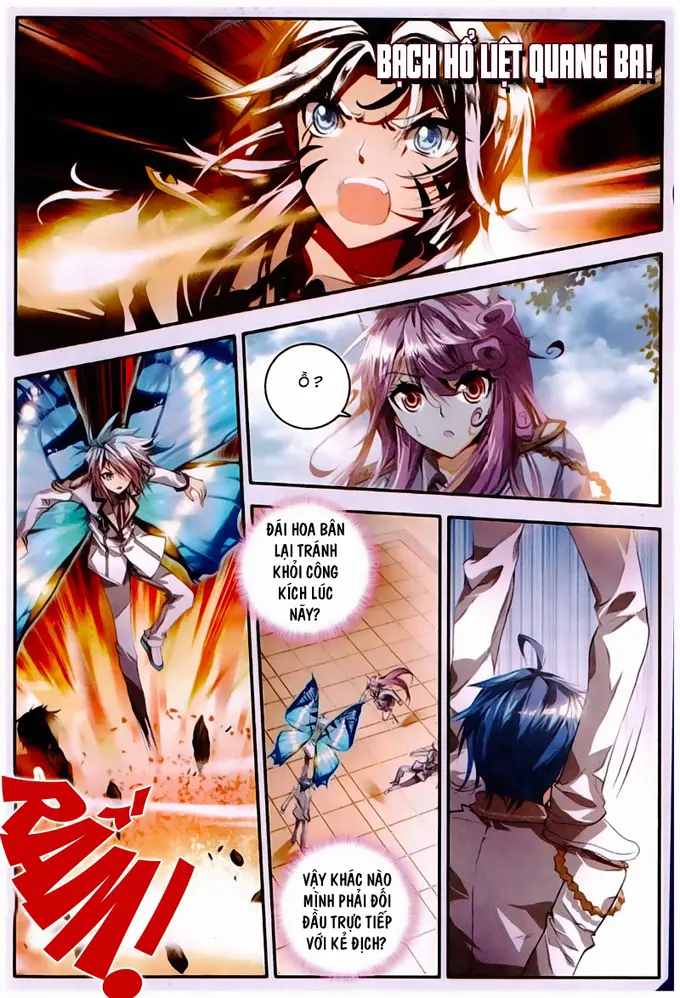 BẠCH HỔ LIỆT QUANG BA!
Ồ?
ĐÁI HOA BÂN
LẠI TRÁNH
KHỎI CÔNG
KÍCH LÚC
NÃY?
RẦM!
VẬY KHÁC NÀO
MÌNH PHẢI ĐỐI
ĐẦU TRỰC TIẾP
VỚI KẺ ĐỊCH?